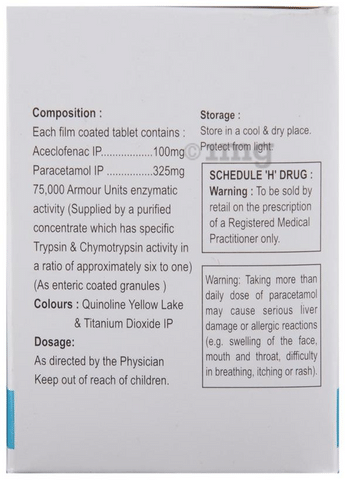 Composition :
Each film coated tablet contains :
Aceclofenac IP..................100mg
Paracetamol IP ..................325mg
75,000 Armour Units enzymatic
activity (Supplied by a purified
concentrate which has specific
Trypsin & Chymotrypsin activity in
a ratio of approximately six to one)
(As enteric coated granules )
Colours : Quinoline Yellow Lake
& Titanium Dioxide IP
Dosage:
As directed by the Physician
Keep out of reach of children.
Storage :
Store in a cool & dry place.
Protect from light.
SCHEDULE 'H' DRUG :
Warning : To be sold by
retail on the prescription
of a Registered Medical
Practitioner only.
Warning: Taking more than
daily dose of paracetamol
may cause serious liver
damage or allergic reactions
(e.g. swelling of the face,
mouth and throat, difficulty
in breathing, itching or rash).
1mg